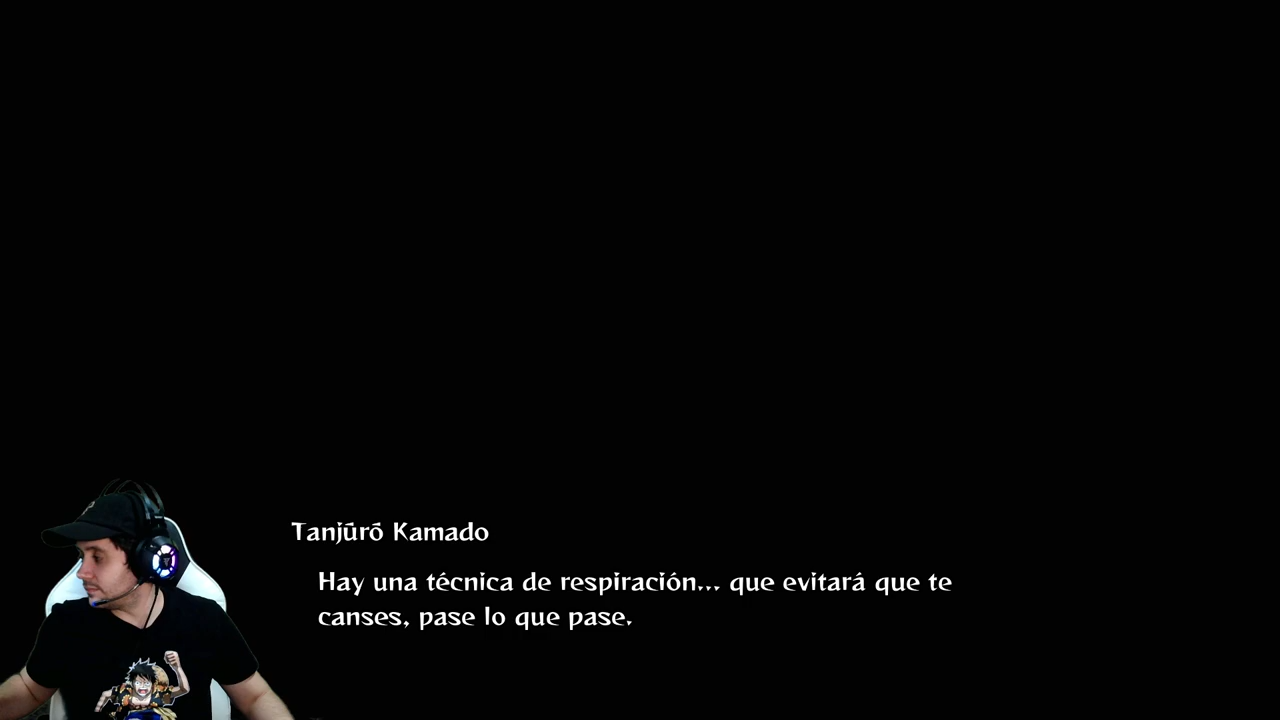 Tanjūrō Kamado
Hay una técnica de respiración... que evitará que te
canses, pase lo que pase.